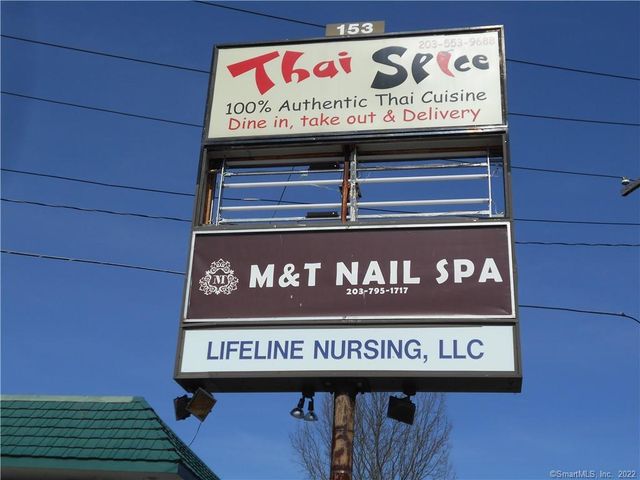 153
203-553-9688
Thai Spice
100% Authentic Thai Cuisine
Dine in, take out & Delivery
M&T NAIL SPA
203-795-1717
LIFELINE NURSING, LLC
©SmartMLS, Inc. 2022